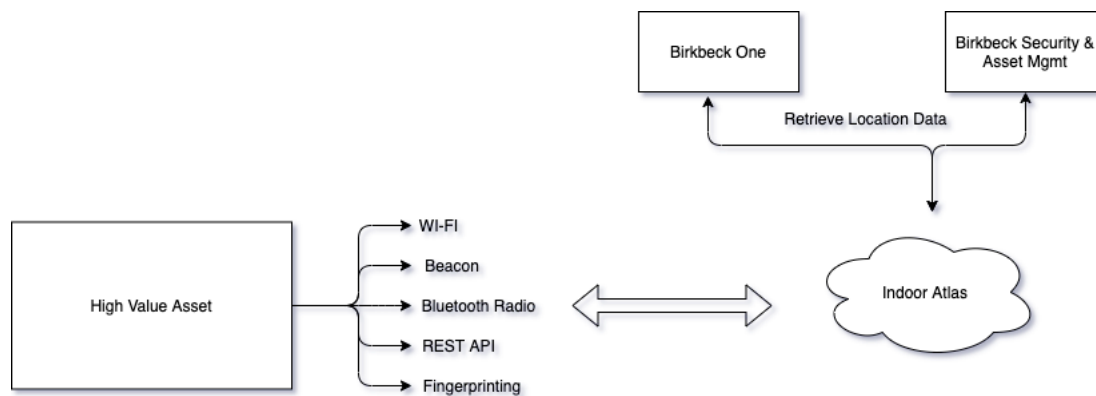 Birkbeck One
Birkbeck Security &
Asset Mgmt
Retrieve Location Data
High Value Asset
WI-FI
Beacon
Bluetooth Radio
REST API
Fingerprinting
Indoor Atlas